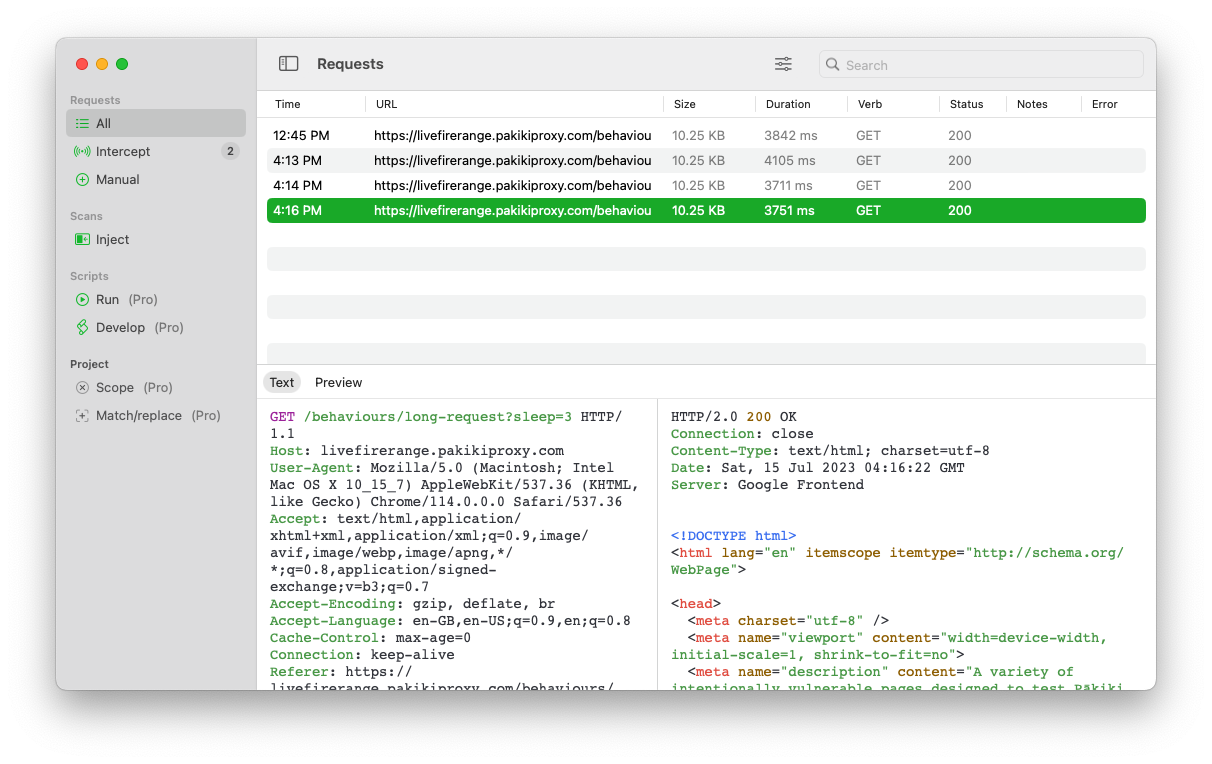 Requests
All
Intercept 2
Manual
Scans
Inject
Scripts
Run (Pro)
Develop (Pro)
Project
Scope (Pro)
Match/replace (Pro)
Requests
Search
Time URL Size Duration Verb Status Notes Error
12:45 PM https://livefirerange.pakikiproxy.com/behaviou 10.25 KB 3842 ms GET 200
4:13 PM https://livefirerange.pakikiproxy.com/behaviou 10.25 KB 4105 ms GET 200
4:14 PM https://livefirerange.pakikiproxy.com/behaviou 10.25 KB 3711 ms GET 200
4:16 PM https://livefirerange.pakikiproxy.com/behaviou 10.25 KB 3751 ms GET 200
Text Preview
GET /behaviours/long-request?sleep=3 HTTP/
1.1
Host: livefirerange.pakikiproxy.com
User-Agent: Mozilla/5.0 (Macintosh; Intel
Mac OS X 10_15_7) AppleWebKit/537.36 (KHTML,
like Gecko) Chrome/114.0.0.0 Safari/537.36
Accept: text/html,application/
xhtml+xml,application/xml;q=0.9,image/
avif,image/webp,image/apng,*/
*;q=0.8,application/signed-
exchange;v=b3;q=0.7
Accept-Encoding: gzip, deflate, br
Accept-Language: en-GB,en-US;q=0.9,en;q=0.8
Cache-Control: max-age=0
Connection: keep-alive
Referer: https://
livefirerange.pakikiproxy.com/behaviours/
HTTP/2.0 200 OK
Connection: close
Content-Type: text/html; charset=utf-8
Date: Sat, 15 Jul 2023 04:16:22 GMT
Server: Google Frontend
<!DOCTYPE html>
<html lang="en" itemscope itemtype="http://schema.org/
WebPage">
<head>
<meta charset="utf-8" />
<meta name="viewport" content="width=device-width,
initial-scale=1, shrink-to-fit=no">
<meta name="description" content="A variety of
intentionally vulnerable pages designed to test Pākiki